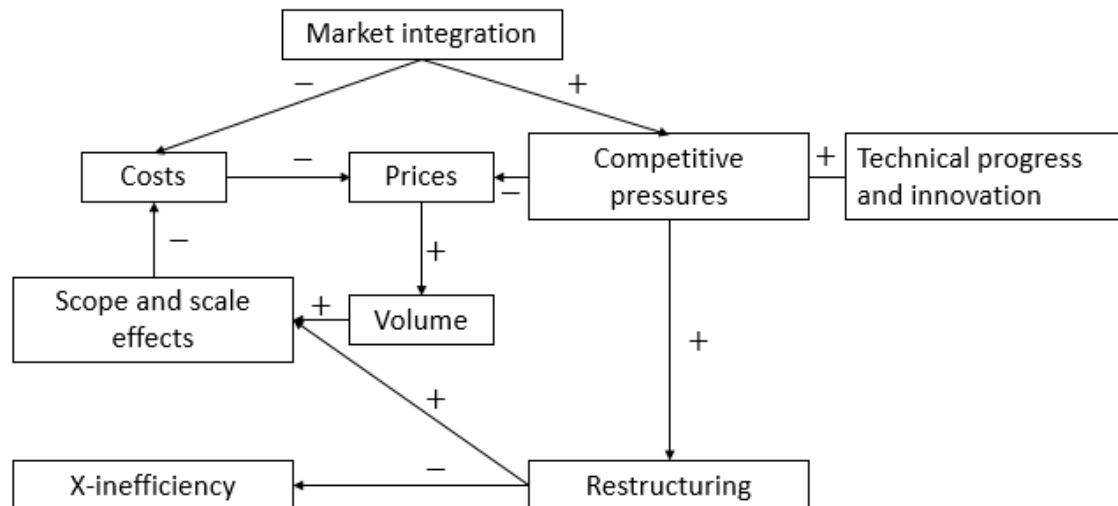 Market integration
−
+
Costs
−
Prices
−
Competitive
pressures
+
Technical progress
and innovation
−
+
Scope and scale
effects
+
Volume
+
+
X-inefficiency
−
Restructuring